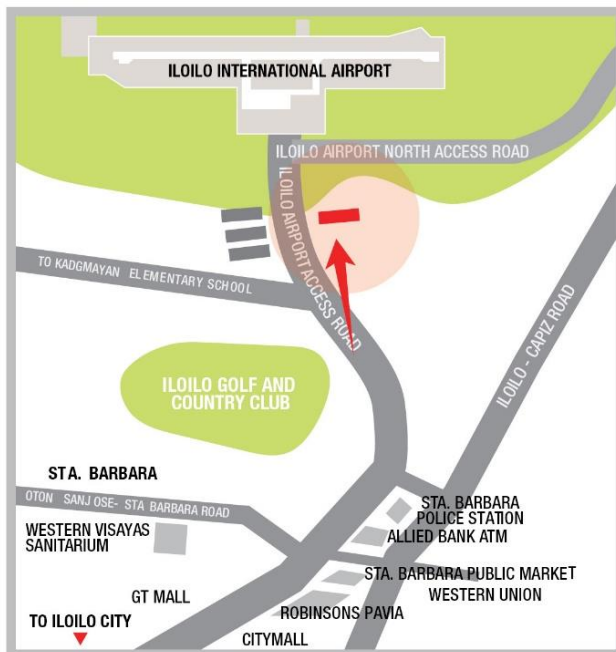 ILOILO INTERNATIONAL AIRPORT
ILOILO AIRPORT NORTH ACCESS ROAD
ILOILO AIRPORT ACCESS ROAD
TO KADGMAYAN ELEMENTARY SCHOOL
ILOILO - CAPIZ ROAD
ILOILO GOLF AND
COUNTRY CLUB
STA. BARBARA
OTON SANJOSE- STA BARBARA ROAD
STA. BARBARA
POLICE STATION
WESTERN VISAYAS
SANITARIUM
ALLIED BANK ATM
STA. BARBARA PUBLIC MARKET
WESTERN UNION
GT MALL
ROBINSONS PAVIA
TO ILOILO CITY
CITYMALL